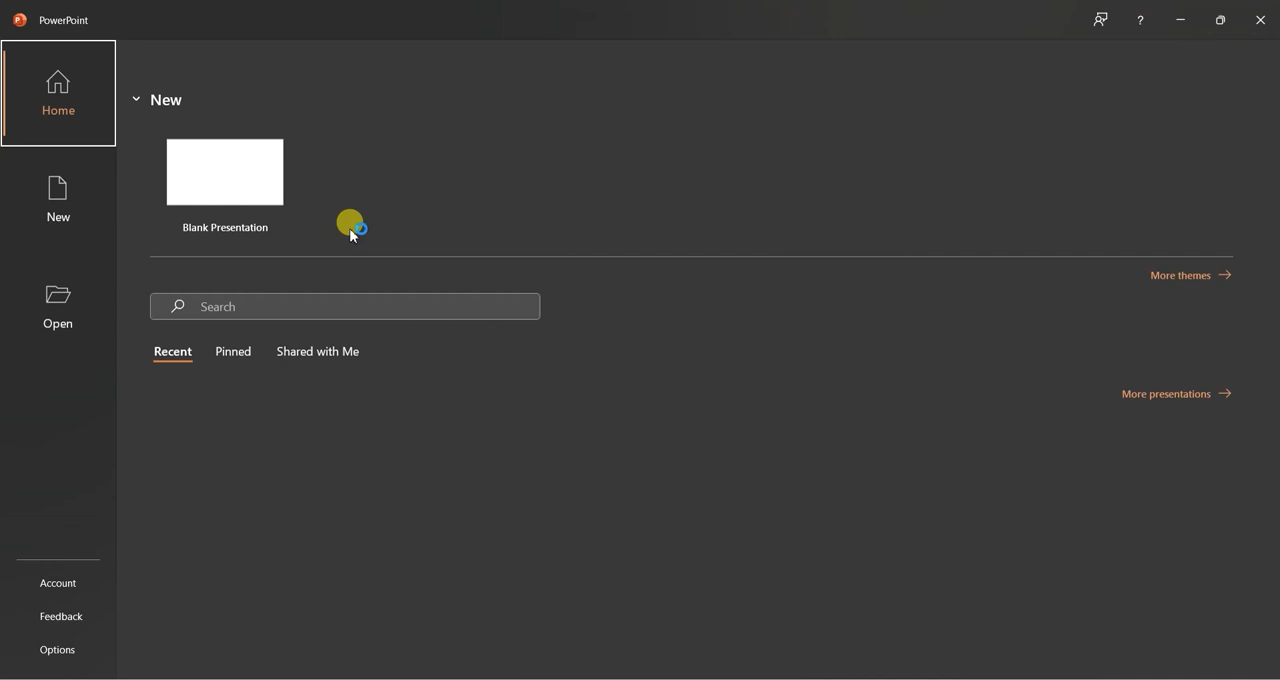 PowerPoint
?
Home
New
Blank Presentation
New
More themes
Search
Open
Recent Pinned Shared with Me
More presentations
Account
Feedback
Options